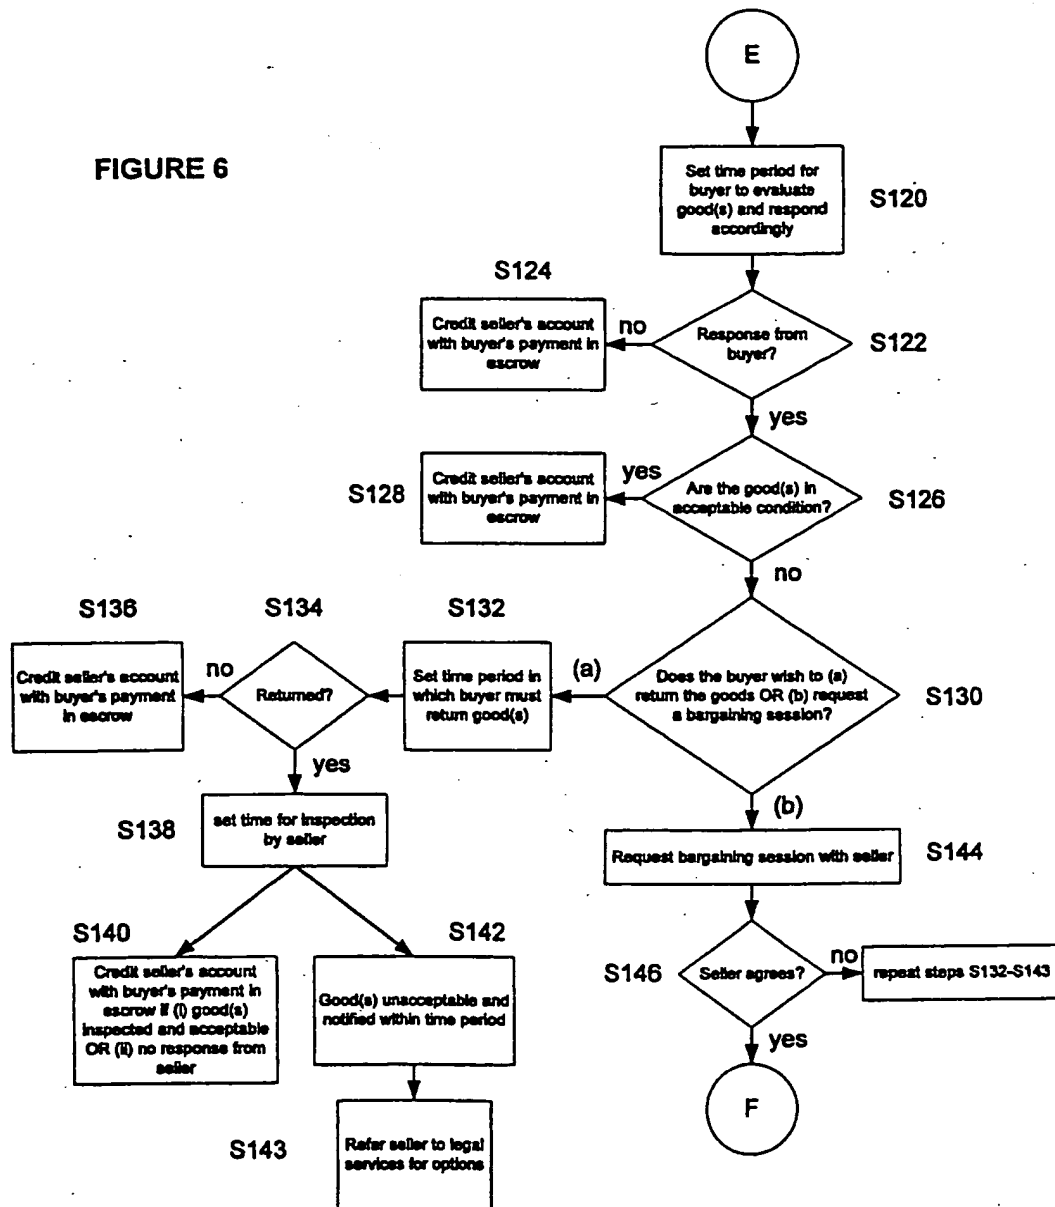 E
FIGURE 6
Set time period for
buyer to evaluate
good(s) and respond
accordingly
S120
S124
Credit seller's account
with buyer's payment in
escrow
no
Response from
buyer?
S122
yes
S128
Credit seller's account
with buyer's payment in
escrow
yes
Are the good(s) in
acceptable condition?
S126
no
S136
S134
S132
Credit seller's account
with buyer's payment
in escrow
no
Returned?
Set time period in
which buyer must
return good(s)
(a)
Does the buyer wish to (a)
return the goods OR (b) request
a bargaining session?
S130
yes
(b)
S138
set time for inspection
by seller
Request bargaining session with seller
S144
S140
S142
Credit seller's account
with buyer's payment in
escrow if (i) good(s)
inspected and acceptable
OR (ii) no response from
seller
Good(s) unacceptable and
notified within time period
S146
Seller agrees?
no
repeat steps S132-S143
yes
F
S143
Refer seller to legal
services for options